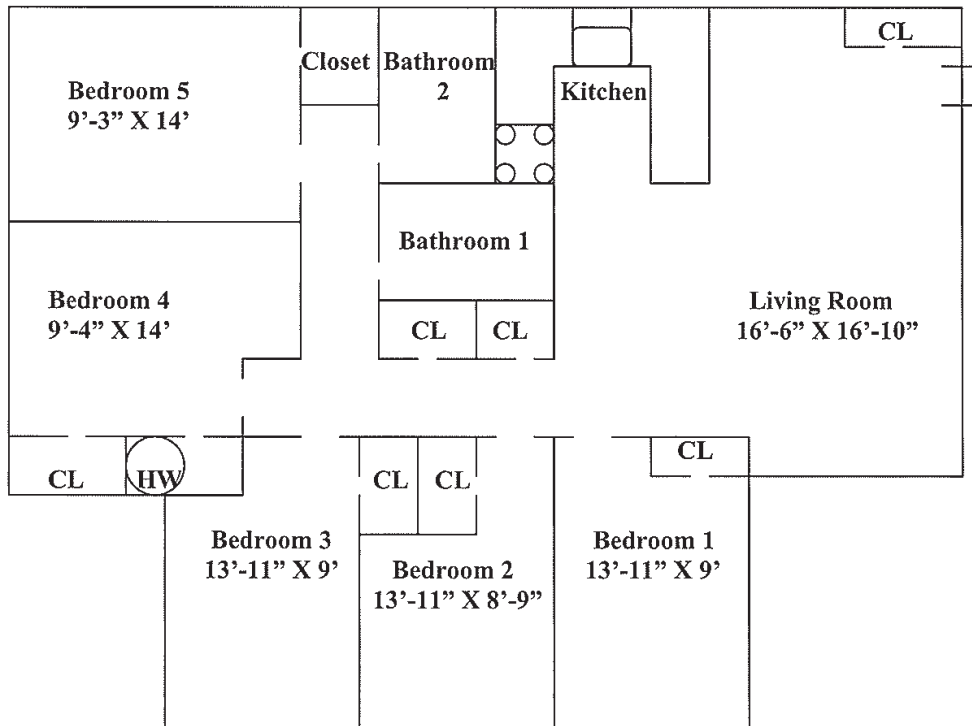 CL
Closet
Bathroom
2
Kitchen
Bedroom 5
9’-3” X 14’
Bathroom 1
Bedroom 4
9’-4” X 14’
Living Room
16’-6” X 16’-10”
CL
CL
CL
HW
CL
CL
CL
Bedroom 3
13’-11” X 9’
Bedroom 2
13’-11” X 8’-9”
Bedroom 1
13’-11” X 9’